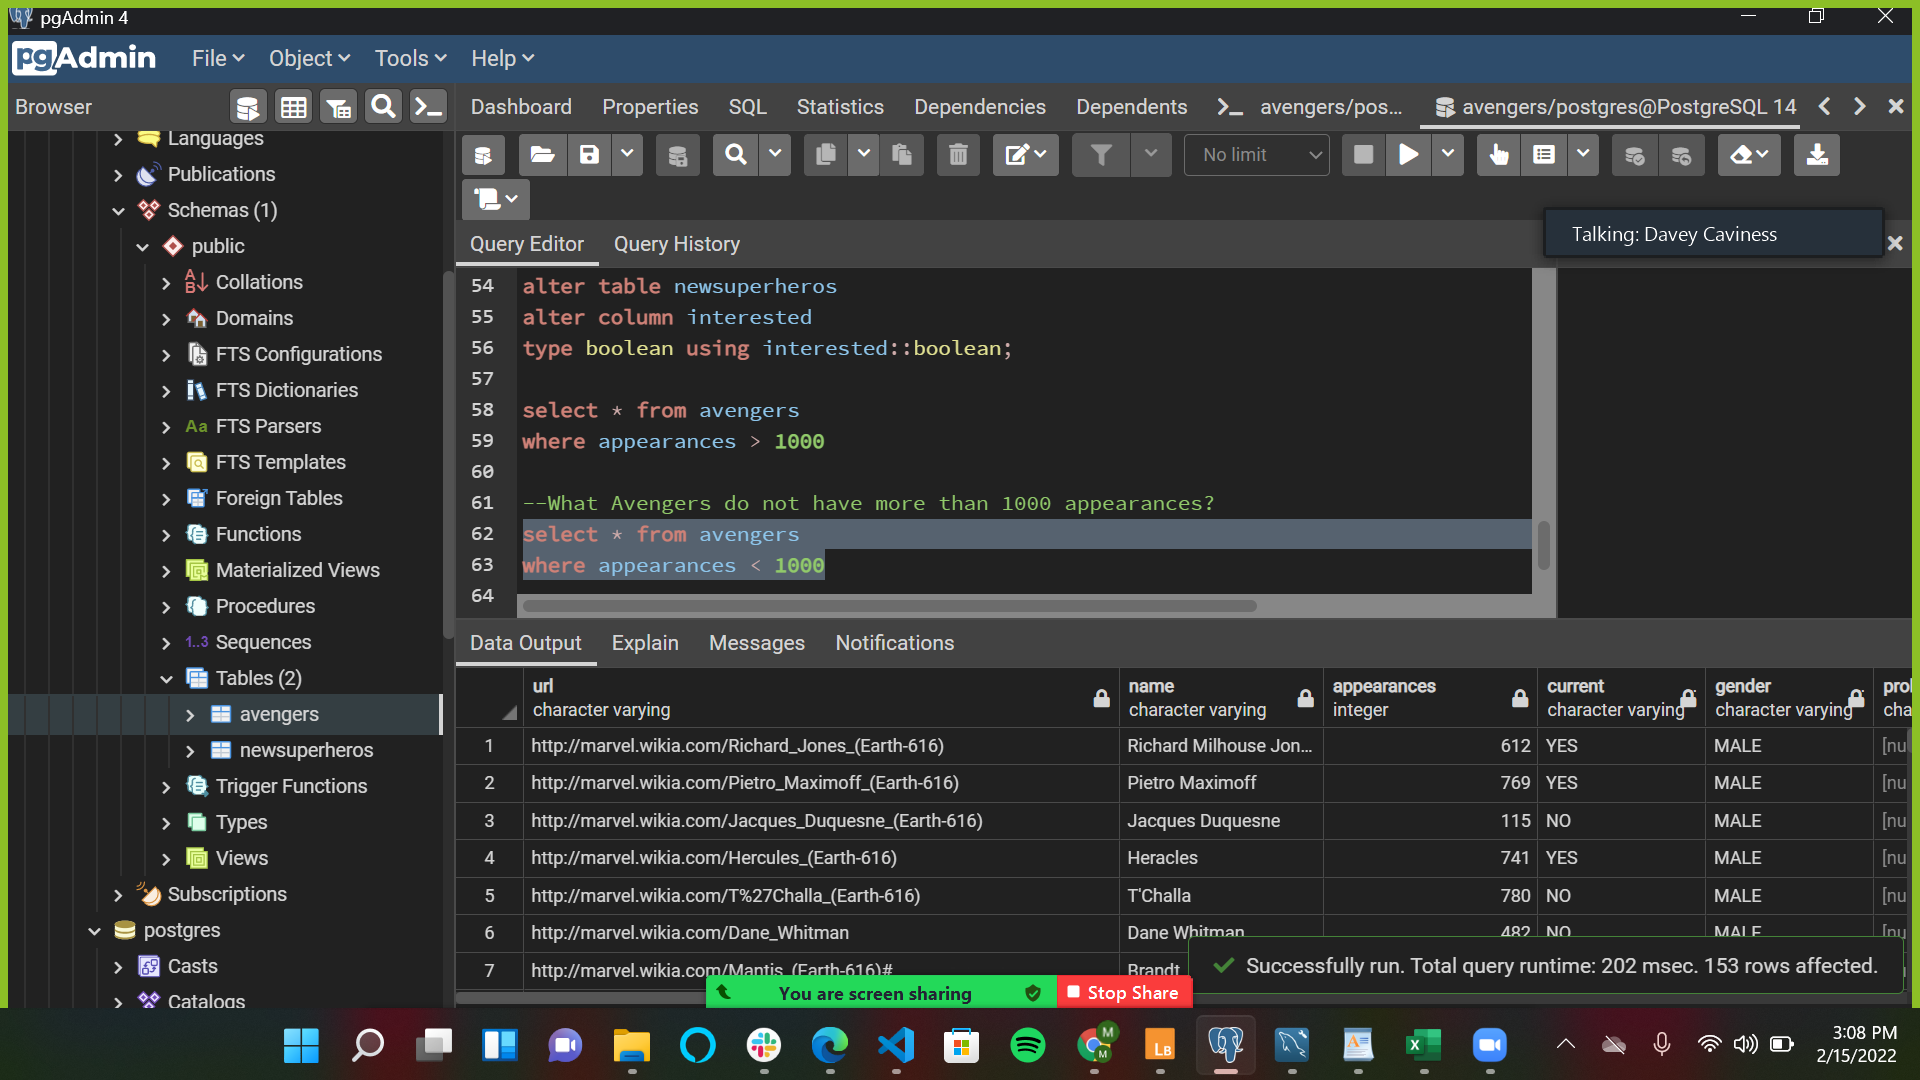 pgAdmin 4
pgAdmin File Object Tools Help
Browser
Dashboard Properties SQL Statistics Dependencies Dependents avengers/pos... avengers/postgres@PostgreSQL 14
No limit
Talking: Davey Caviness
Query Editor Query History
Languages
Publications
Schemas (1)
public
Collations
Domains
FTS Configurations
FTS Dictionaries
Aa FTS Parsers
FTS Templates
Foreign Tables
Functions
Materialized Views
Procedures
1..3 Sequences
Tables (2)
avengers
newsuperheros
Trigger Functions
Types
Views
Subscriptions
postgres
Casts
Catalogs
54 alter table newsuperheros
55 alter column interested
56 type boolean using interested::boolean;
57
58 select * from avengers
59 where appearances > 1000
60
61 --What Avengers do not have more than 1000 appearances?
62 select * from avengers
63 where appearances < 1000
64
Data Output Explain Messages Notifications
url name appearances current gender pro
character varying character varying integer character varying character varying cha
1 http://marvel.wikia.com/Richard_Jones_(Earth-616) Richard Milhouse Jon... 612 YES MALE [nu
2 http://marvel.wikia.com/Pietro_Maximoff_(Earth-616) Pietro Maximoff 769 YES MALE [nu
3 http://marvel.wikia.com/Jacques_Duquesne_(Earth-616) Jacques Duquesne 115 NO MALE [nu
4 http://marvel.wikia.com/Hercules_(Earth-616) Heracles 741 YES MALE [nu
5 http://marvel.wikia.com/T%27Challa_(Earth-616) T'Challa 780 NO MALE [nu
6 http://marvel.wikia.com/Dane_Whitman Dane Whitman 482 NO MALE [nu
7 http://marvel.wikia.com/Mantis_(Earth-616)# Brandt
Successfully run. Total query runtime: 202 msec. 153 rows affected.
You are screen sharing Stop Share
3:08 PM
2/15/2022